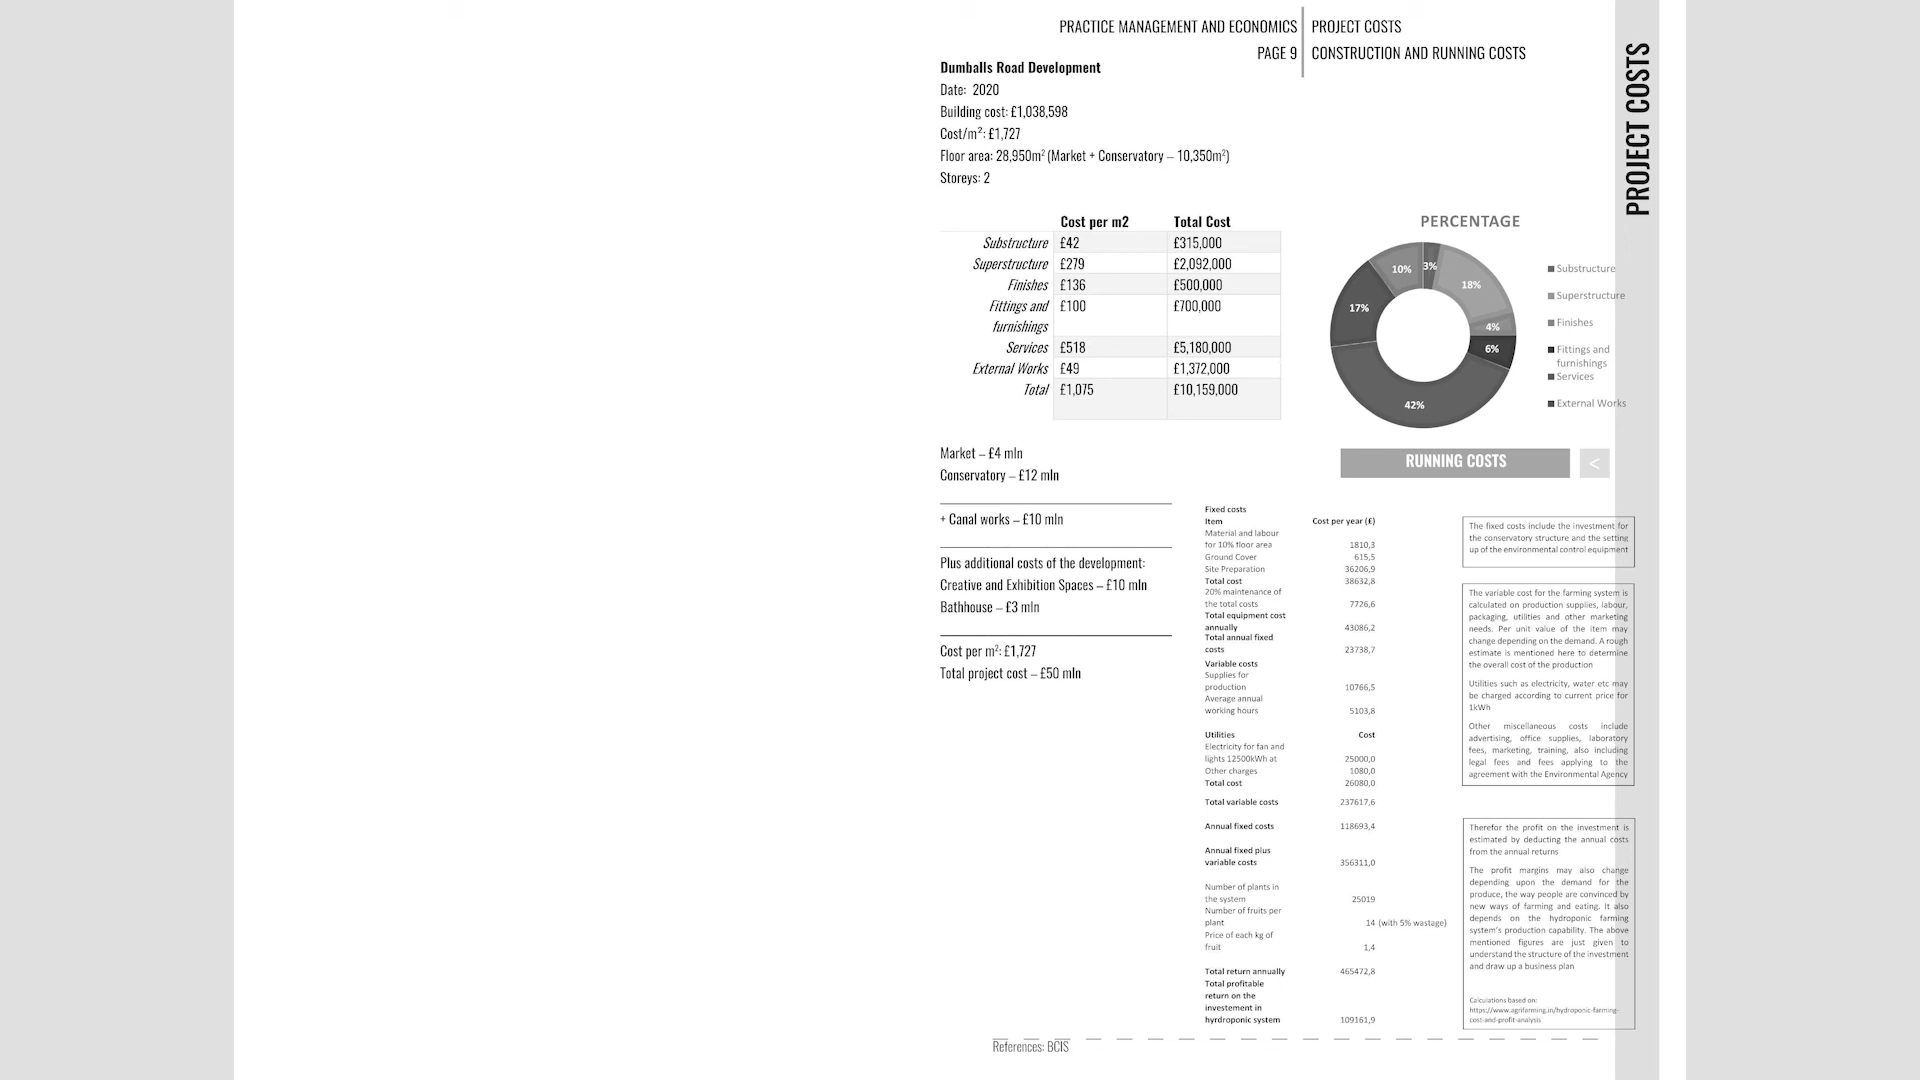 PRACTICE MANAGEMENT AND ECONOMICS
PAGE 9
PROJECT COSTS
CONSTRUCTION AND RUNNING COSTS
PROJECT COSTS
Dumballs Road Development
Date: 2020
Building cost: £1,038,598
Cost/m²: £1,727
Floor area: 28,950m² (Market + Conservatory – 10,350m²)
Storeys: 2
Cost per m2 Total Cost
Substructure £42 £315,000
Superstructure £279 £2,092,000
Finishes £136 £500,000
Fittings and £100 £700,000
furnishings
Services £518 £5,180,000
External Works £49 £1,372,000
Total £1,075 £10,159,000
PERCENTAGE
3%
18%
4%
6%
42%
17%
10%
Substructure
Superstructure
Finishes
Fittings and
furnishings
Services
External Works
Market – £4 mln
Conservatory – £12 mln
+ Canal works – £10 mln
Plus additional costs of the development:
Creative and Exhibition Spaces – £10 mln
Bathhouse – £3 mln
Cost per m²: £1,727
Total project cost – £50 mln
RUNNING COSTS
<
Fixed costs
Item Cost per year (£)
Material and labour
for 10% floor area 1810,3
Ground Cover 615,5
Site Preparation 36206,9
Total cost 38632,8
20% maintenance of
the total costs 7726,6
Total equipment cost
annually 43086,2
Total annual fixed
costs 23738,7
Variable costs
Supplies for
production 10766,5
Average annual
working hours 5103,8
Utilities Cost
Electricity for fan and
lights 12500kWh at 25000,0
Other charges 1080,0
Total cost 26080,0
Total variable costs 237617,6
Annual fixed costs 118693,4
Annual fixed plus
variable costs 356311,0
Number of plants in
the system 25019
Number of fruits per
plant 14 (with 5% wastage)
Price of each kg of
fruit 1,4
Total return annually 465472,8
Total profitable
return on the
investement in
hyrdroponic system 109161,9
The fixed costs include the investment for
the conservatory structure and the setting
up of the environmental control equipment
The variable cost for the farming system is
calculated on production supplies, labour,
packaging, utilities and other marketing
needs. Per unit value of the item may
change depending on the demand. A rough
estimate is mentioned here to determine
the overall cost of the production
Utilities such as electricity, water etc may
be charged according to current price for
1kWh
Other miscellaneous costs include
advertising, office supplies, laboratory
fees, marketing, training, also including
legal fees and fees applying to the
agreement with the Environmental Agency
Therefor the profit on the investment is
estimated by deducting the annual costs
from the annual returns
The profit margins may also change
depending upon the demand for the
produce, the way people are convinced by
new ways of farming and eating. It also
depends on the hydroponic farming
system's production capability. The above
mentioned figures are just given to
understand the structure of the investment
and draw up a business plan
Calculations based on:
https://www.agrifarming.in/hydroponic-farming-
cost-and-profit-analysis
References: BCIS